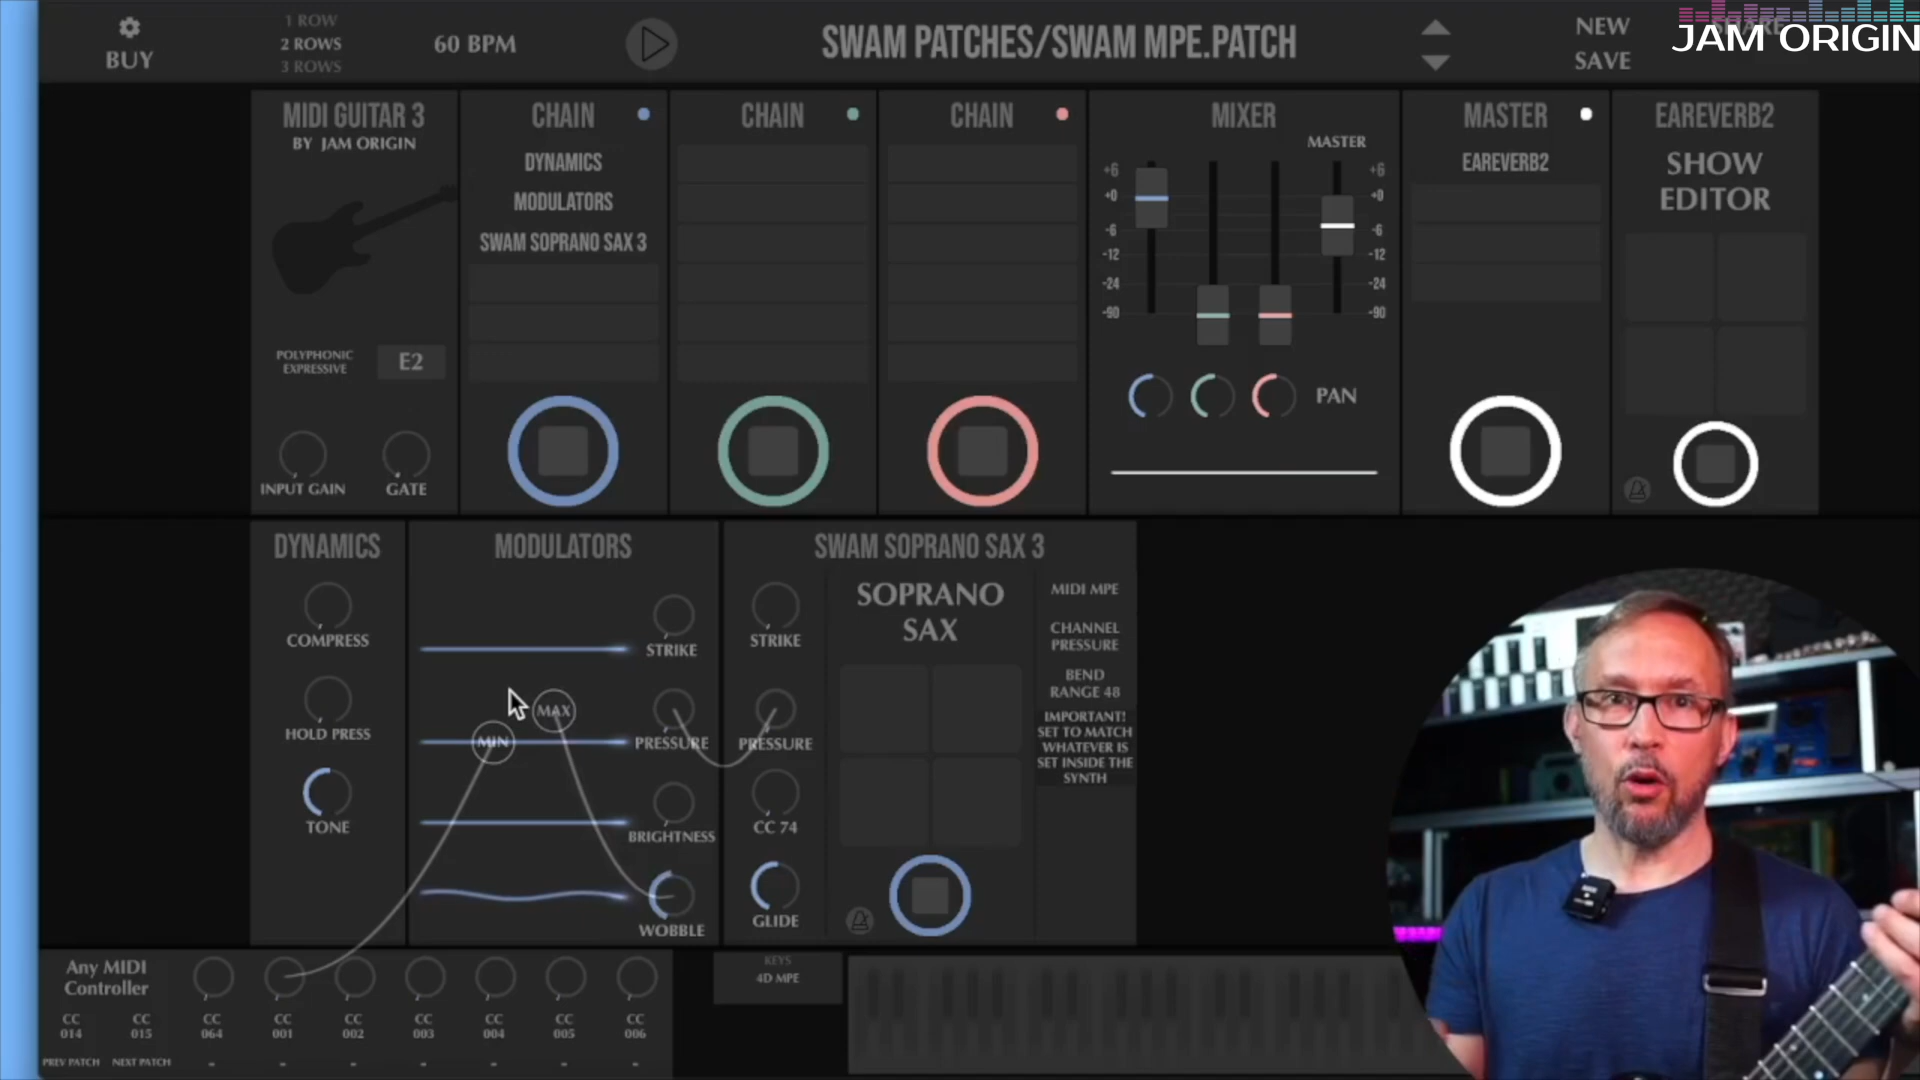 BUY
1 ROW
2 ROWS
3 ROWS
60 BPM
SWAM PATCHES/SWAM MPE.PATCH
NEW
SAVE
SHARE
JAM ORIGIN
MIDI GUITAR 3
BY JAM ORIGIN
POLYPHONIC
EXPRESSIVE
E2
INPUT GAIN
GATE
CHAIN
DYNAMICS
MODULATORS
SWAM SOPRANO SAX 3
CHAIN
CHAIN
MIXER
MASTER
+6
+0
-6
-12
-24
-90
+6
+0
-6
-12
-24
-90
PAN
MASTER
EAREVERB2
EAREVERB2
SHOW
EDITOR
DYNAMICS
COMPRESS
HOLD PRESS
TONE
MODULATORS
STRIKE
MAX
MIN
PRESSURE
BRIGHTNESS
WOBBLE
SWAM SOPRANO SAX 3
STRIKE
PRESSURE
CC 74
GLIDE
SOPRANO
SAX
MIDI MPE
CHANNEL
PRESSURE
BEND
RANGE 48
IMPORTANT!
SET TO MATCH
WHATEVER IS
SET INSIDE THE
SYNTH
Any MIDI
Controller
CC
014
PREV PATCH
CC
015
NEXT PATCH
CC
064
-
CC
001
-
CC
002
-
CC
003
-
CC
004
-
CC
005
-
CC
006
-
KEYS
4D MPE